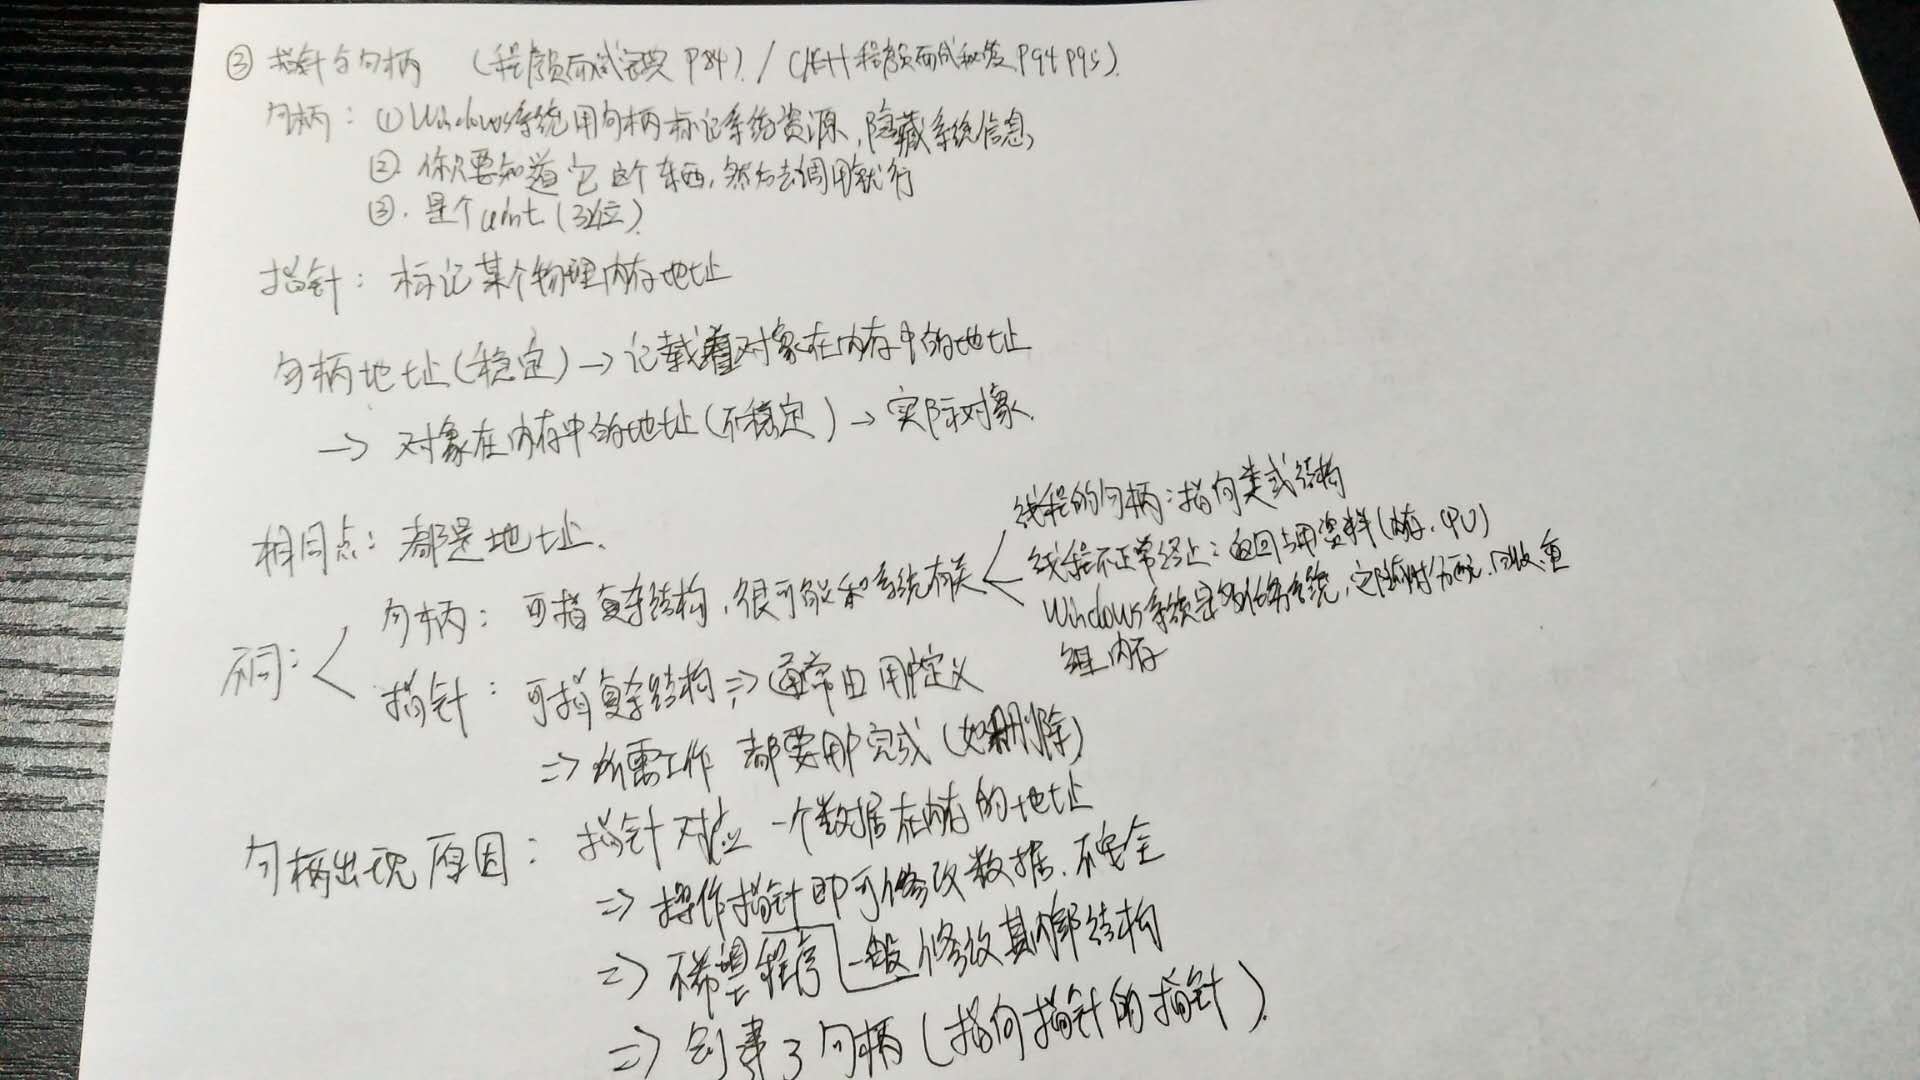 ③ 指针与句柄 (程序员面试宝典 P84) / C/C++程序员面试秘笈 P94 P95).
句柄: ① Windows系统用句柄标记系统资源,隐藏系统信息,
②. 你只要知道它这个东西,然后去调用就行
③. 是个uint (32位).
指针: 标记某个物理内存地址
句柄地址(稳定) → 记载着对象在内存中的地址
→ 对象在内存中的地址(不稳定) → 实际对象.
相同点: 都是地址.
不同:
句柄: 可指复杂结构,很可能和系统有关
线程的句柄:指向类或结构
线程不正常终止:返回占用资料(内存、CPU)
Windows系统是多任务系统,它随时分配、回收、重
组内存
指针: 可指复杂结构 ⇒ 通常由用户定义
⇒ 所需工作 都要用户完成 (如删除)
句柄出现原因: 指针对应一个数据在内存的地址
⇒ 操作指针即可修改数据.不安全
⇒ 不希望程序一般修改其内部结构
⇒ 创建了句柄 (指向指针的指针).